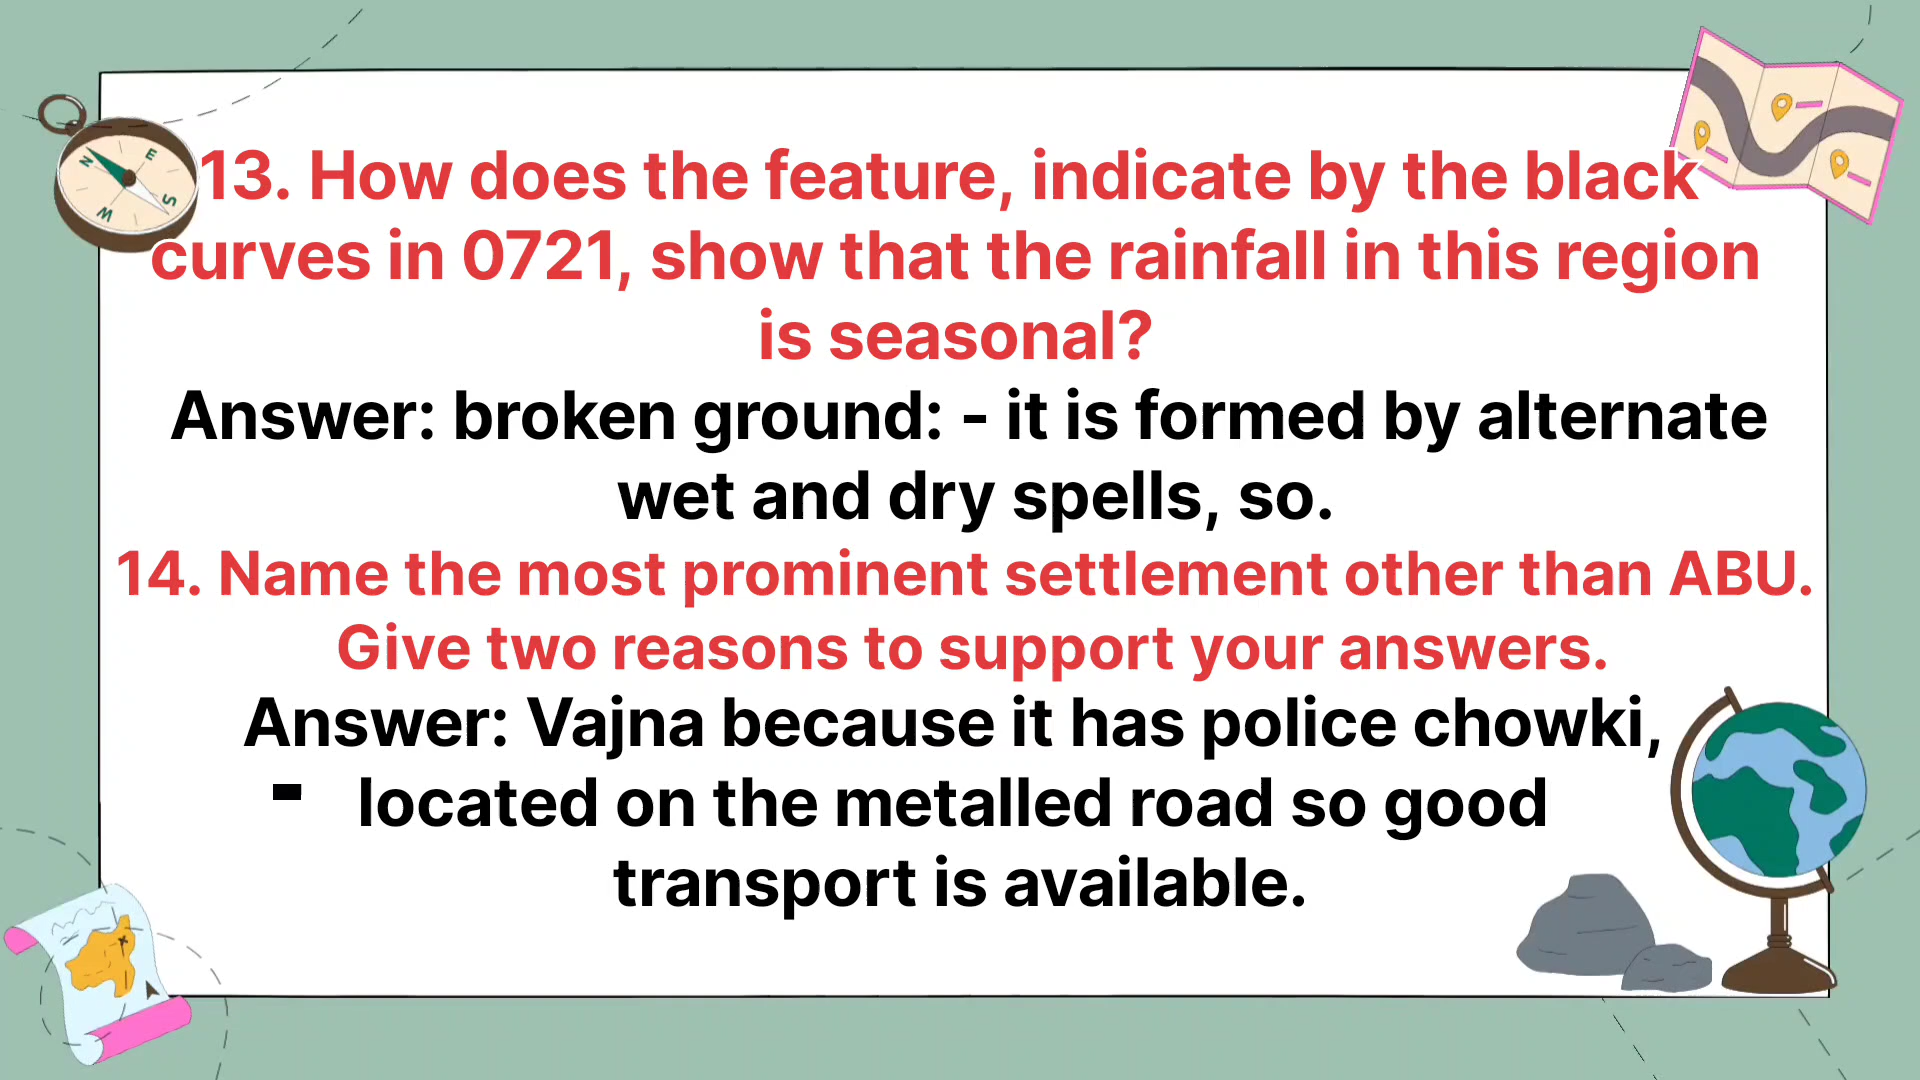 13. How does the feature, indicate by the black
curves in 0721, show that the rainfall in this region
is seasonal?
Answer: broken ground: - it is formed by alternate
wet and dry spells, so.
14. Name the most prominent settlement other than ABU.
Give two reasons to support your answers.
Answer: Vajna because it has police chowki,
- located on the metalled road so good
transport is available.
N
E
S
W